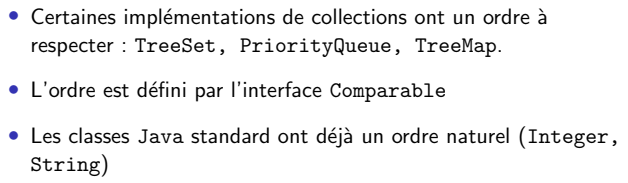 • Certaines implémentations de collections ont un ordre à
respecter : TreeSet, PriorityQueue, TreeMap.
• L'ordre est défini par l'interface Comparable
• Les classes Java standard ont déjà un ordre naturel (Integer,
String)